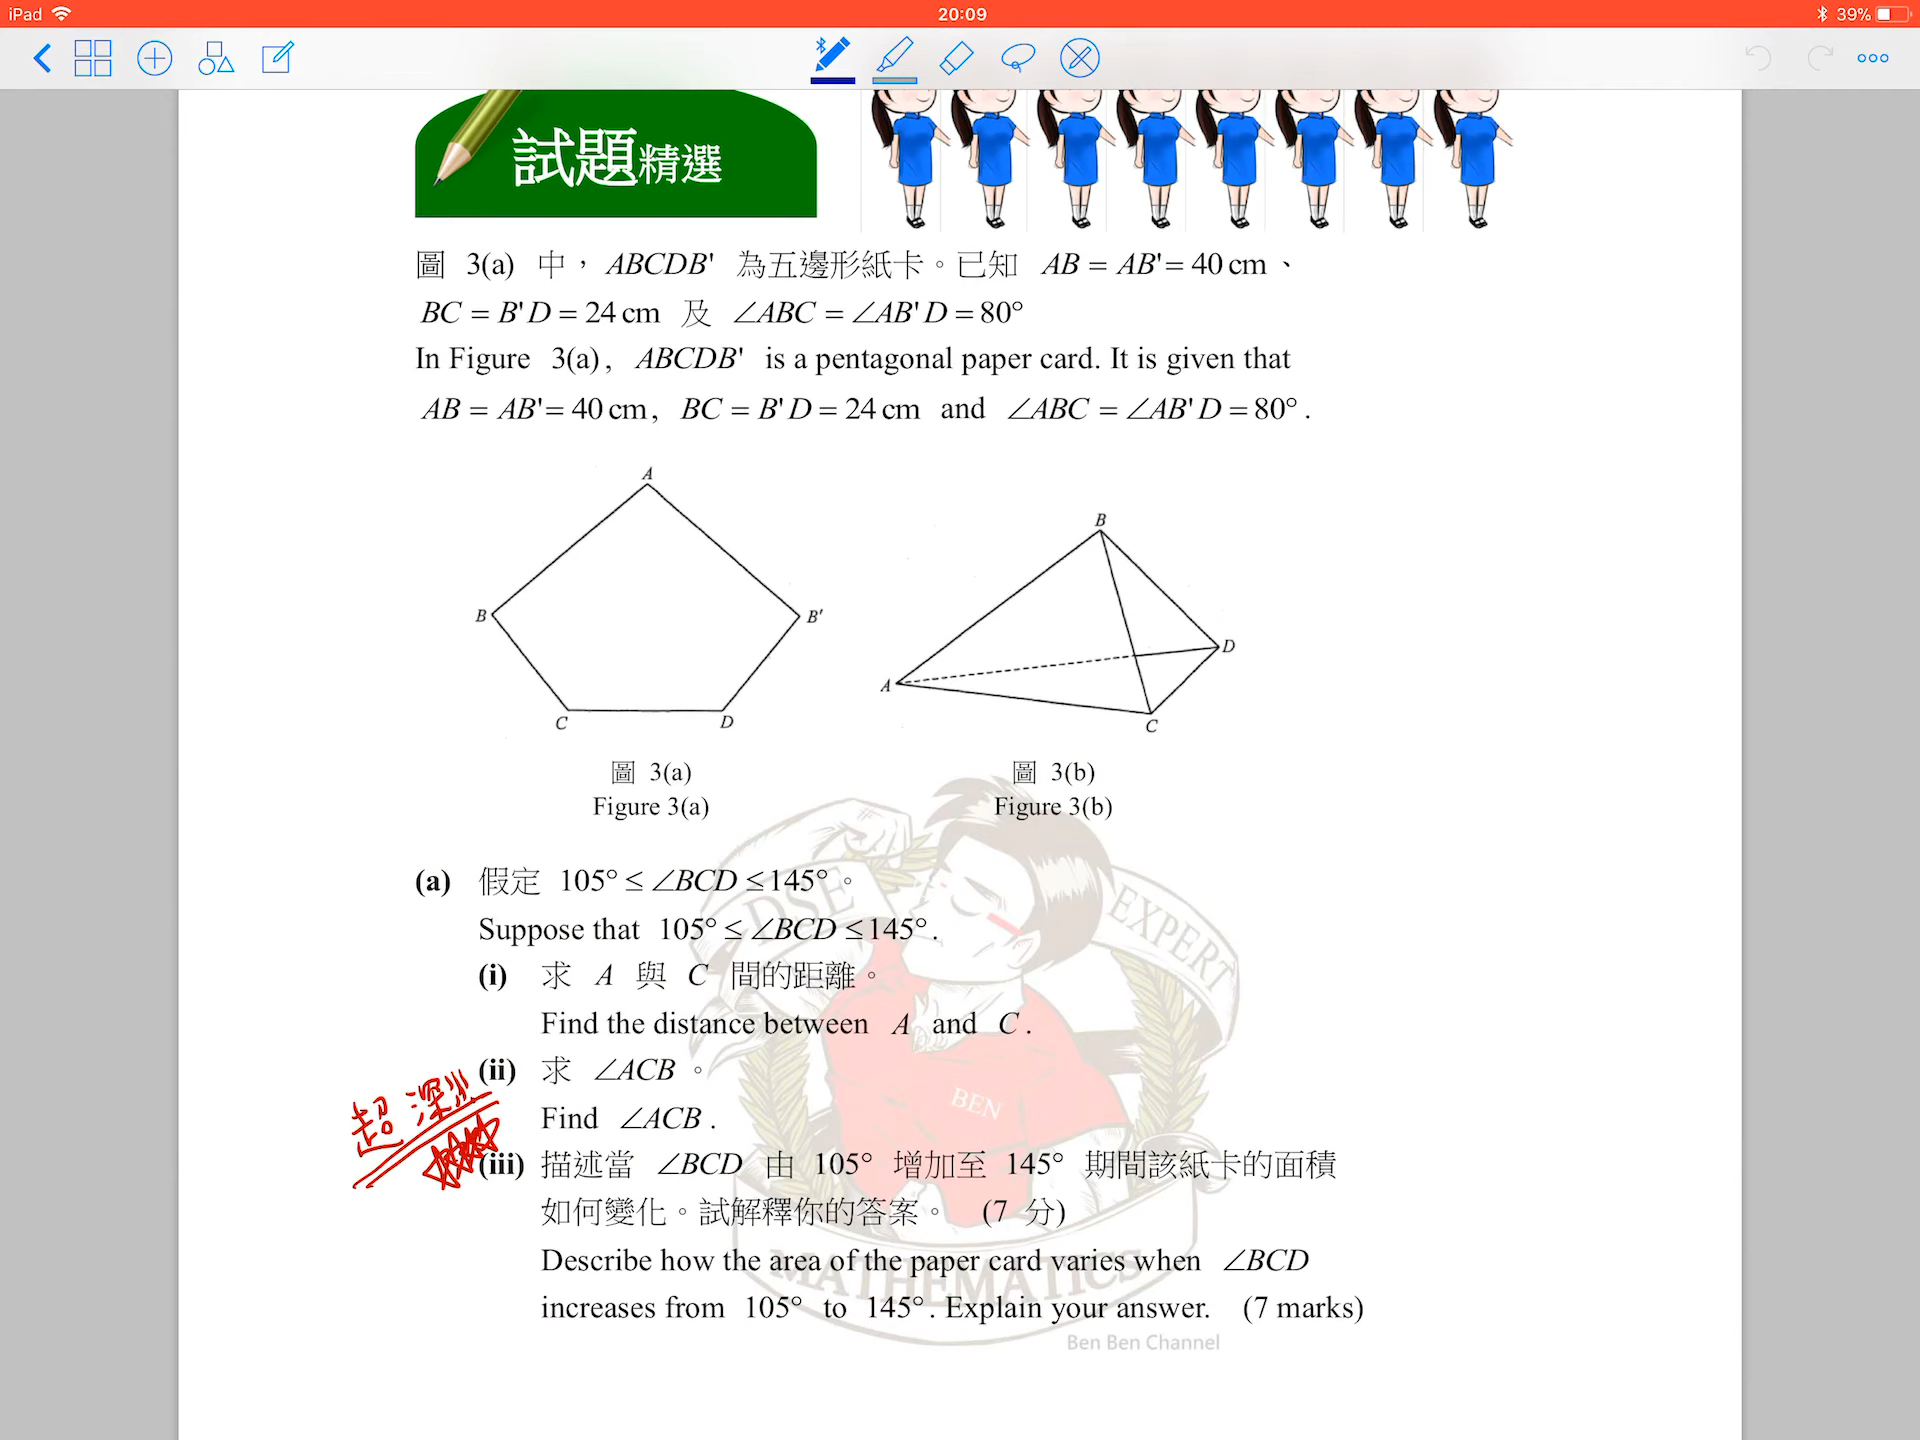 iPad
20:09
39%
試題精選
圖 3(a) 中, ABCDB' 為五邊形紙卡。已知 AB = AB'= 40 cm、
BC = B'D = 24 cm 及 ∠ABC = ∠AB'D = 80°
In Figure 3(a), ABCDB' is a pentagonal paper card. It is given that
AB = AB'= 40 cm, BC = B'D = 24 cm and ∠ABC = ∠AB'D = 80°.
A
B
B'
C
D
B
A
D
C
圖 3(a)
Figure 3(a)
圖 3(b)
Figure 3(b)
(a) 假定 105° ≤ ∠BCD ≤ 145°。
Suppose that 105° ≤ ∠BCD ≤ 145°.
(i) 求 A 與 C 間的距離。
Find the distance between A and C.
(ii) 求 ∠ACB。
Find ∠ACB.
超深!!!
(iii) 描述當 ∠BCD 由 105° 增加至 145° 期間該紙卡的面積
如何變化。試解釋你的答案。 (7 分)
Describe how the area of the paper card varies when ∠BCD
increases from 105° to 145°. Explain your answer. (7 marks)
DSE
EXPERT
BEN
MATHEMATICS
Ben Ben Channel